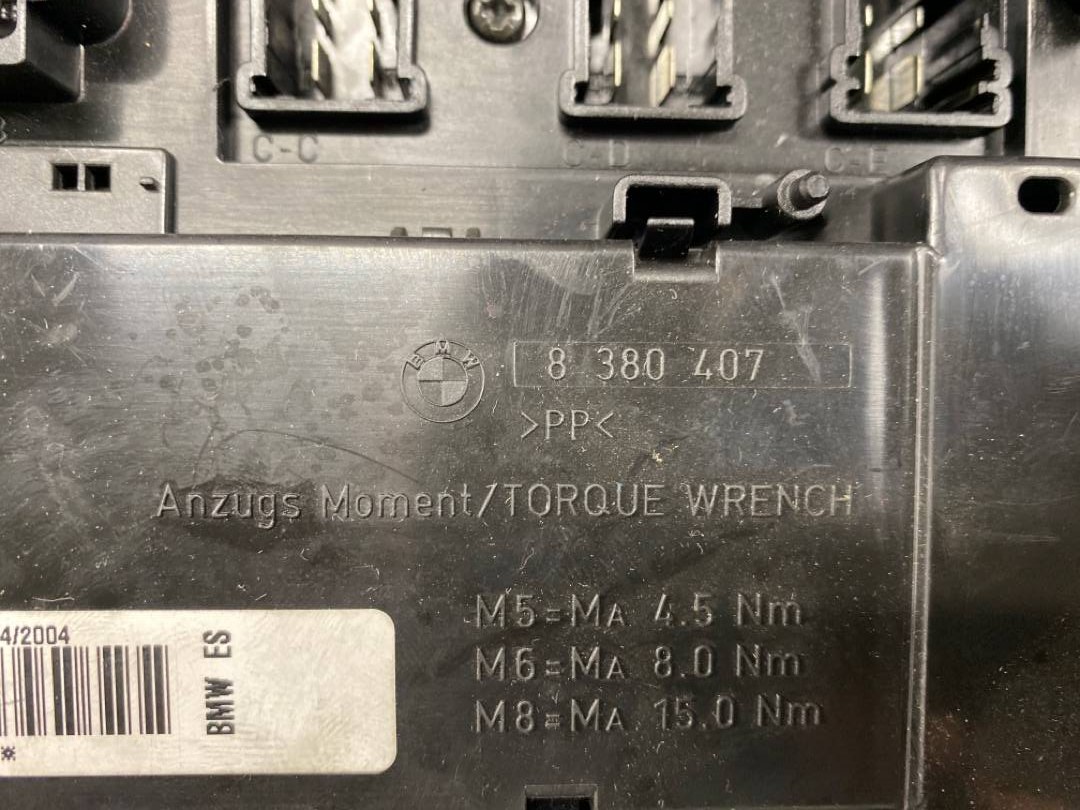 C-C
C-D
BMW
8 380 407
>PP<
Anzugs Moment/TORQUE WRENCH
M5=MA 4.5 Nm
M6=MA 8.0 Nm
M8=MA 15.0 Nm
4/2004
BMW ES